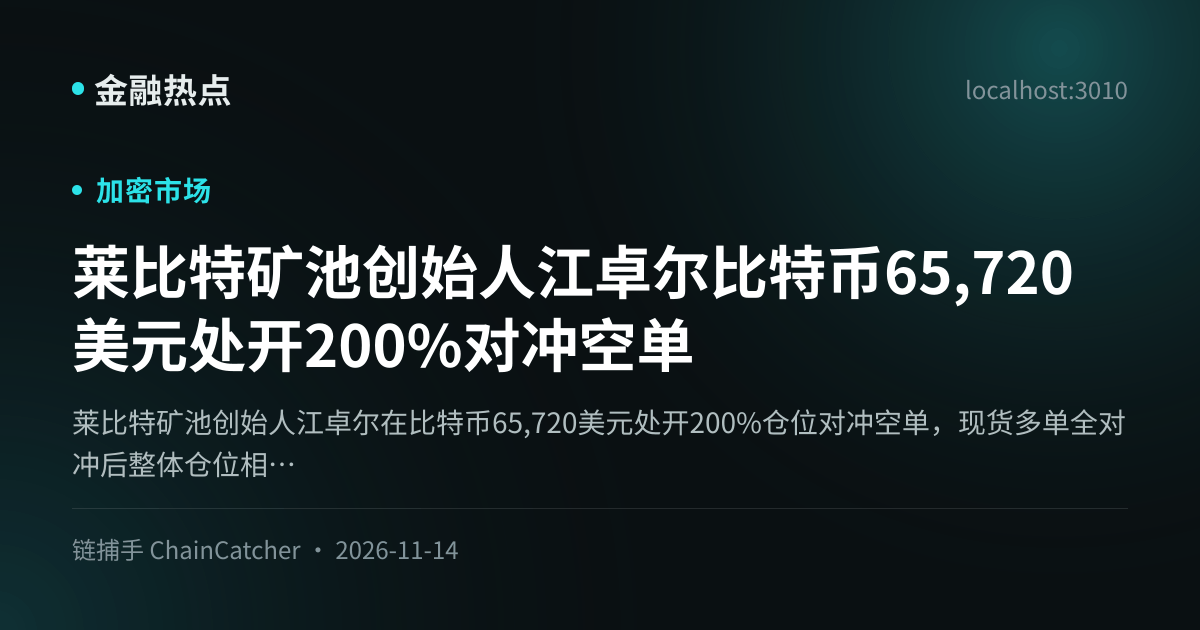 金融热点
localhost:3010
加密市场
莱比特矿池创始人江卓尔比特币65,720
美元处开200%对冲空单
莱比特矿池创始人江卓尔在比特币65,720美元处开200%仓位对冲空单，现货多单全对
冲后整体仓位相…
链捕手 ChainCatcher · 2026-11-14